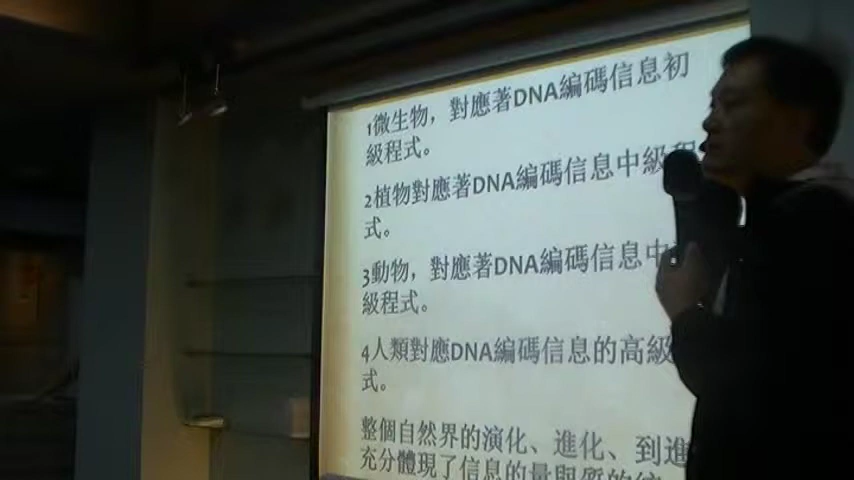 1微生物，對應著DNA編碼信息初
級程式。
2植物對應著DNA編碼信息中級程
式。
3動物，對應著DNA編碼信息中
級程式。
4人類對應DNA編碼信息的高級
式。
整個自然界的演化、進化、到進
充分體現了信息的量與質的